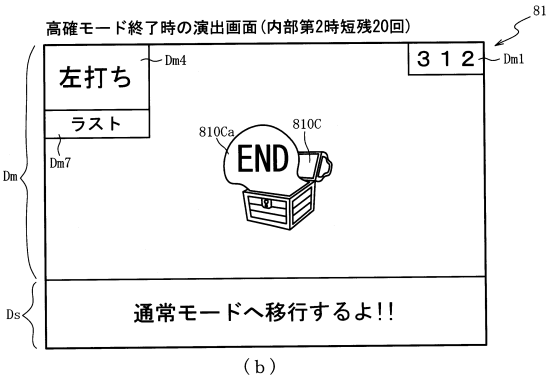 高確モード終了時の演出画面(内部第2時短残20回)
81
左打ち
Dm4
312
Dm1
ラスト
Dm7
810Ca
810C
END
Dm
Ds
通常モードへ移行するよ!!
(b)